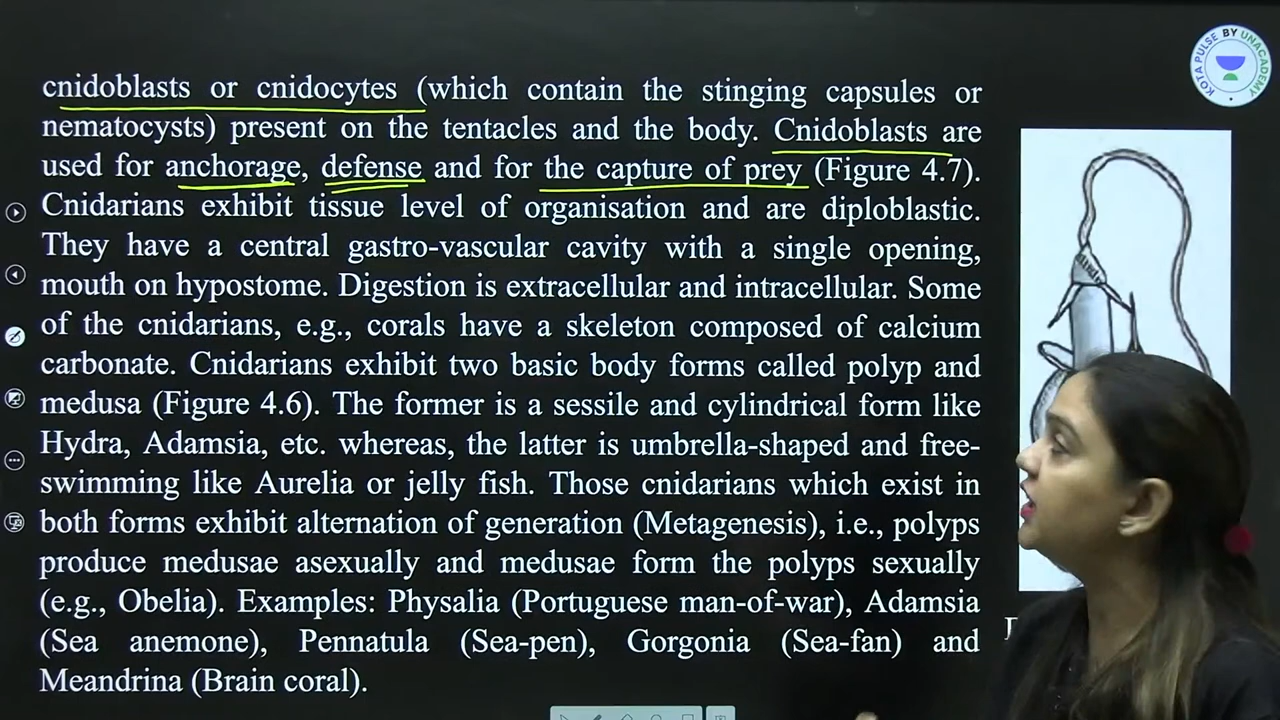 cnidoblasts or cnidocytes (which contain the stinging capsules or
nematocysts) present on the tentacles and the body. Cnidoblasts are
used for anchorage, defense and for the capture of prey (Figure 4.7).
Cnidarians exhibit tissue level of organisation and are diploblastic.
They have a central gastro-vascular cavity with a single opening,
mouth on hypostome. Digestion is extracellular and intracellular. Some
of the cnidarians, e.g., corals have a skeleton composed of calcium
carbonate. Cnidarians exhibit two basic body forms called polyp and
medusa (Figure 4.6). The former is a sessile and cylindrical form like
Hydra, Adamsia, etc. whereas, the latter is umbrella-shaped and free-
swimming like Aurelia or jelly fish. Those cnidarians which exist in
both forms exhibit alternation of generation (Metagenesis), i.e., polyps
produce medusae asexually and medusae form the polyps sexually
(e.g., Obelia). Examples: Physalia (Portuguese man-of-war), Adamsia
(Sea anemone), Pennatula (Sea-pen), Gorgonia (Sea-fan) and
Meandrina (Brain coral).
KOTA PULSE BY UNACADEMY